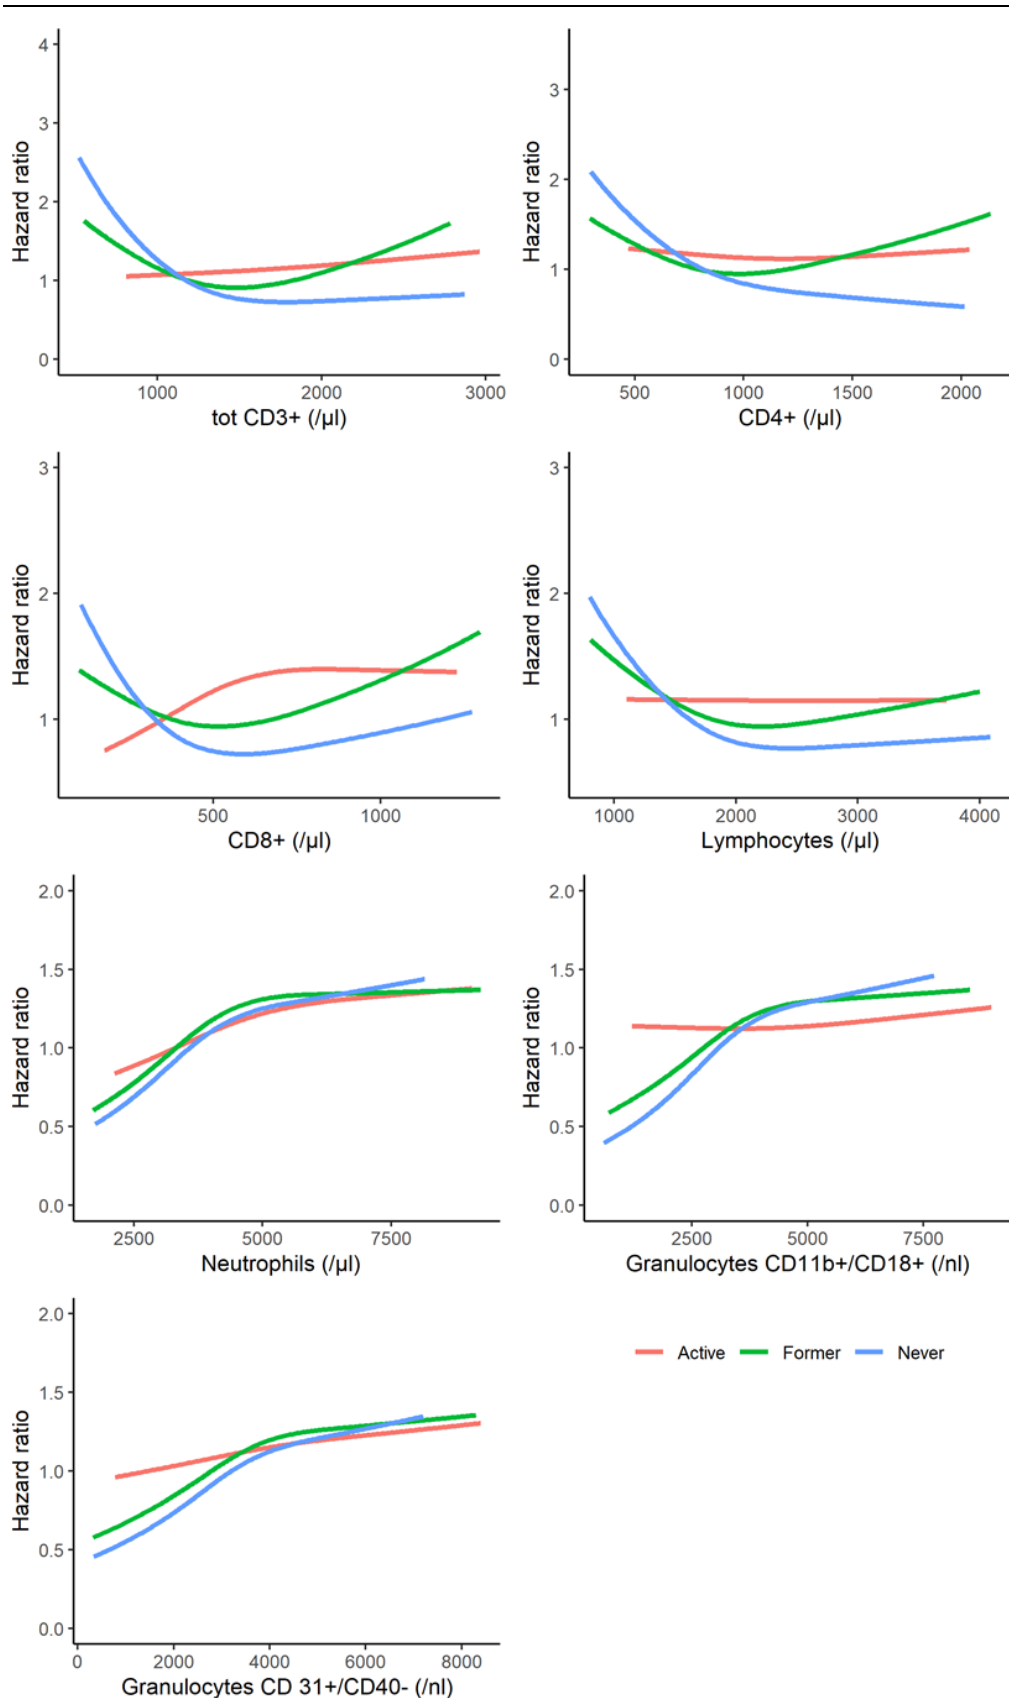 4
3
2
1
0
Hazard ratio
1000 2000 3000
tot CD3+ (/µl)
3
2
1
0
Hazard ratio
500 1000 1500 2000
CD4+ (/µl)
3
2
1
Hazard ratio
500 1000
CD8+ (/µl)
3
2
1
Hazard ratio
1000 2000 3000 4000
Lymphocytes (/µl)
2.0
1.5
1.0
0.5
0.0
Hazard ratio
2500 5000 7500
Neutrophils (/µl)
2.0
1.5
1.0
0.5
0.0
Hazard ratio
2500 5000 7500
Granulocytes CD11b+/CD18+ (/nl)
2.0
1.5
1.0
0.5
0.0
Hazard ratio
0 2000 4000 6000 8000
Granulocytes CD 31+/CD40- (/nl)
Active Former Never